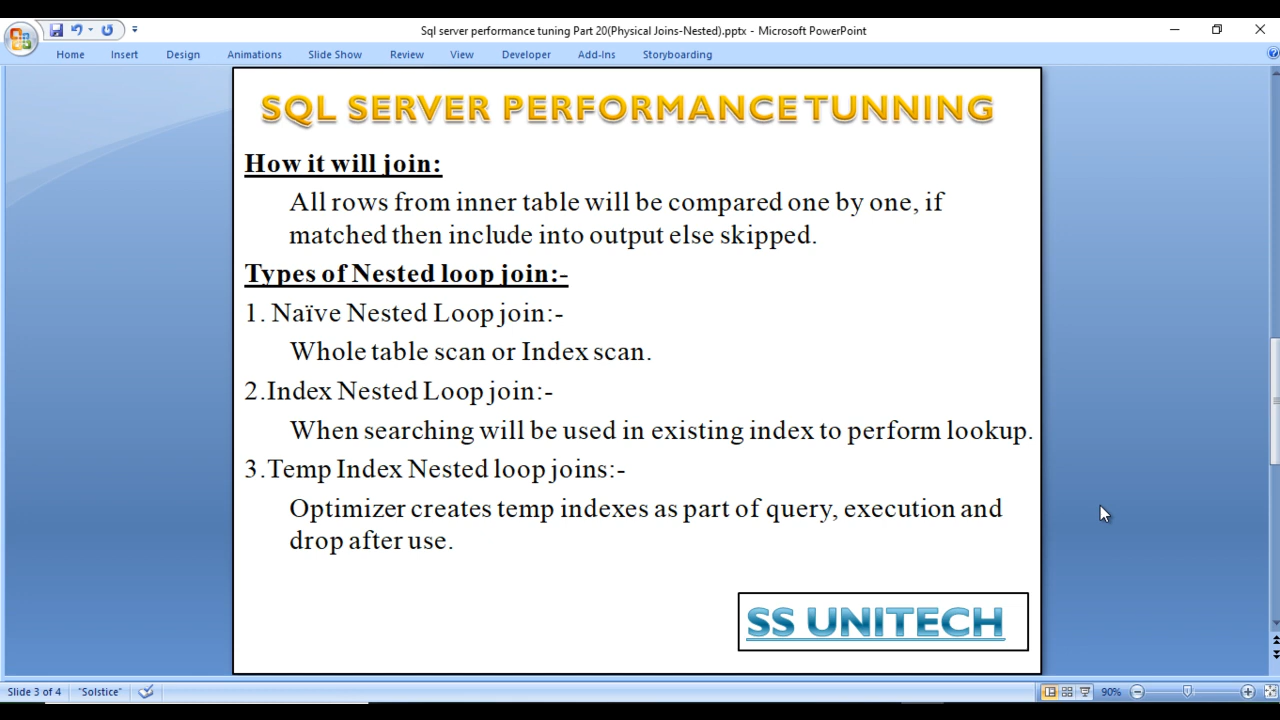 Sql server performance tuning Part 20(Physical Joins-Nested).pptx - Microsoft PowerPoint
Home Insert Design Animations Slide Show Review View Developer Add-Ins Storyboarding
SQL SERVER PERFORMANCE TUNNING
How it will join:
All rows from inner table will be compared one by one, if
matched then include into output else skipped.
Types of Nested loop join:-
1. Naïve Nested Loop join:-
Whole table scan or Index scan.
2.Index Nested Loop join:-
When searching will be used in existing index to perform lookup.
3.Temp Index Nested loop joins:-
Optimizer creates temp indexes as part of query, execution and
drop after use.
SS UNITECH
Slide 3 of 4 "Solstice" 90%